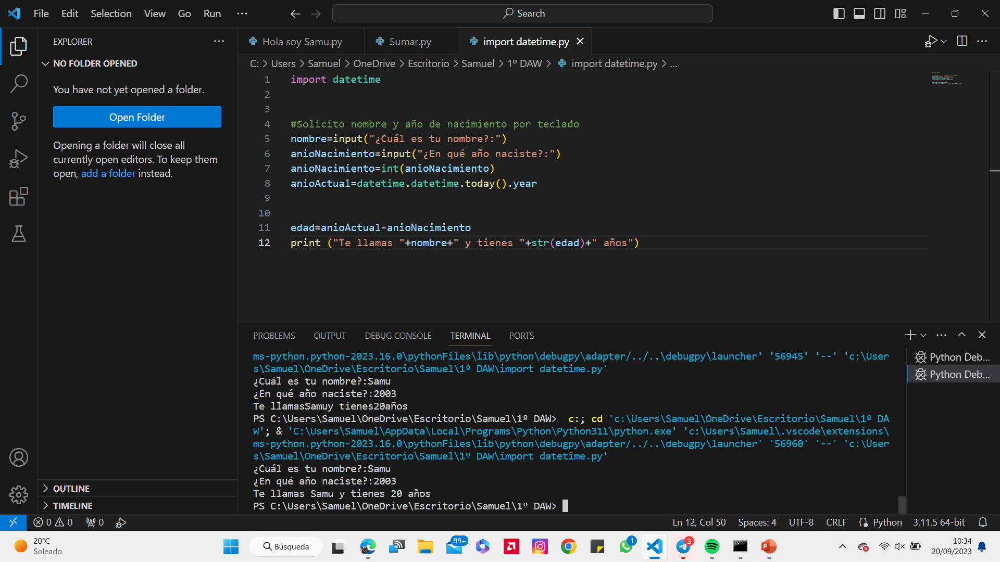 File Edit Selection View Go Run ...
Search
EXPLORER
NO FOLDER OPENED
You have not yet opened a folder.
Open Folder
Opening a folder will close all
currently open editors. To keep them
open, add a folder instead.
OUTLINE
TIMELINE
Hola soy Samu.py Sumar.py import datetime.py
C: > Users > Samuel > OneDrive > Escritorio > Samuel > 1º DAW > import datetime.py > ...
1 import datetime
2
3
4 #Solicito nombre y año de nacimiento por teclado
5 nombre=input("¿Cuál es tu nombre?:")
6 anioNacimiento=input("¿En qué año naciste?:")
7 anioNacimiento=int(anioNacimiento)
8 anioActual=datetime.datetime.today().year
9
10
11 edad=anioActual-anioNacimiento
12 print ("Te llamas "+nombre+" y tienes "+str(edad)+" años")
PROBLEMS OUTPUT DEBUG CONSOLE TERMINAL PORTS
ms-python.python-2023.16.0\pythonFiles\lib\python\debugpy\adapter/../..\debugpy\launcher' '56945' '--' 'c:\User
s\Samuel\OneDrive\Escritorio\Samuel\1º DAW\import datetime.py'
¿Cuál es tu nombre?:Samu
¿En qué año naciste?:2003
Te llamasSamuy tienes20años
PS C:\Users\Samuel\OneDrive\Escritorio\Samuel\1º DAW>  c:; cd 'c:\Users\Samuel\OneDrive\Escritorio\Samuel\1º DA
W'; & 'C:\Users\Samuel\AppData\Local\Programs\Python\Python311\python.exe' 'c:\Users\Samuel\.vscode\extensions\
ms-python.python-2023.16.0\pythonFiles\lib\python\debugpy\adapter/../..\debugpy\launcher' '56960' '--' 'c:\User
s\Samuel\OneDrive\Escritorio\Samuel\1º DAW\import datetime.py'
¿Cuál es tu nombre?:Samu
¿En qué año naciste?:2003
Te llamas Samu y tienes 20 años
PS C:\Users\Samuel\OneDrive\Escritorio\Samuel\1º DAW>
Python Deb...
Python Deb...
0 0 0 Ln 12, Col 50 Spaces: 4 UTF-8 CRLF Python 3.11.5 64-bit
20°C
Soleado
Búsqueda
99+
1
3
10:34
20/09/2023